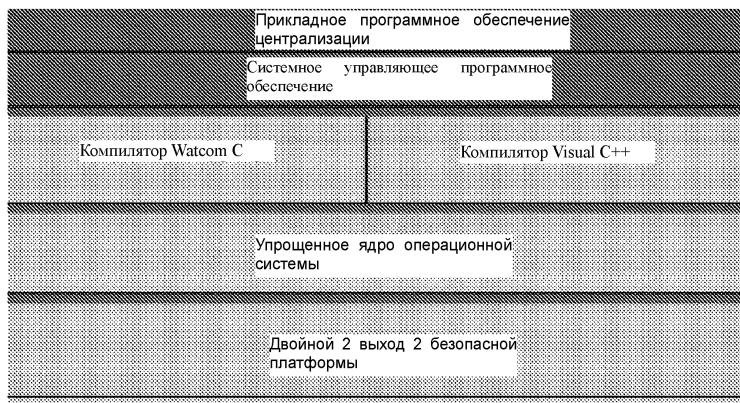 Прикладное программное обеспечение
централизации
Системное управляющее программное
обеспечение
Компилятор Watcom C
Компилятор Visual C++
Упрощенное ядро операционной
системы
Двойной 2 выход 2 безопасной
платформы